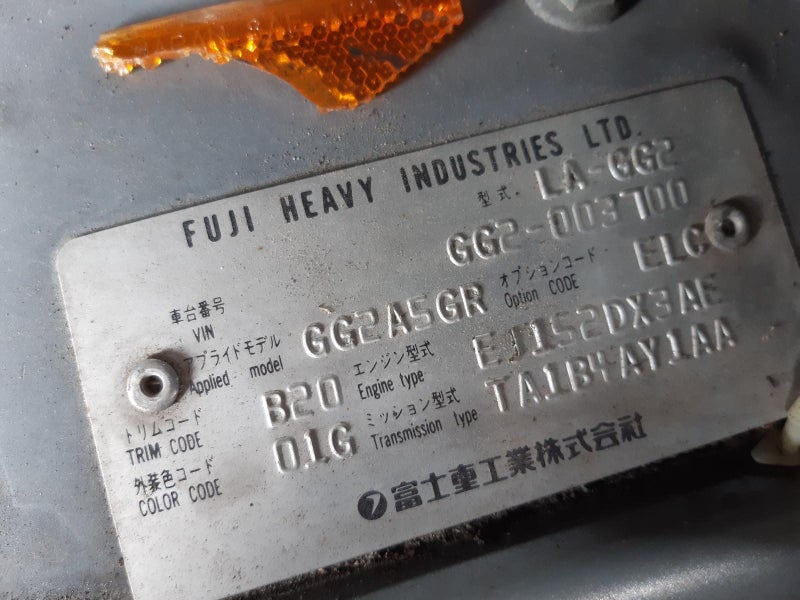 FUJI HEAVY INDUSTRIES LTD.
型式. LA-GG2
車台番号 VIN GG2-003700
アプライドモデル Applied model GG2A5GR オプションコード Option CODE ELC
トリムコード TRIM CODE B20 エンジン型式 Engine type EJ152DX3AE
外装色コード COLOR CODE 01G ミッション型式 Transmission type TA1B4AY1AA
富士重工業株式会社